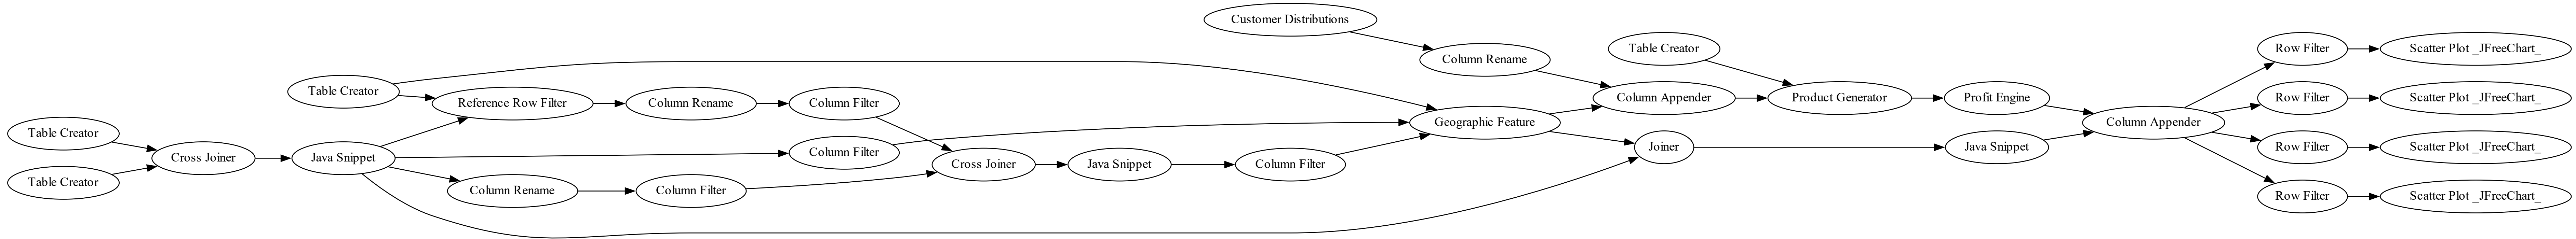 Customer Distributions
Table Creator
Row Filter
Scatter Plot _JFreeChart_
Column Rename
Table Creator
Reference Row Filter
Column Rename
Column Filter
Column Appender
Product Generator
Profit Engine
Row Filter
Scatter Plot _JFreeChart_
Table Creator
Geographic Feature
Column Appender
Cross Joiner
Java Snippet
Column Filter
Cross Joiner
Java Snippet
Column Filter
Joiner
Java Snippet
Row Filter
Scatter Plot _JFreeChart_
Table Creator
Column Rename
Column Filter
Row Filter
Scatter Plot _JFreeChart_